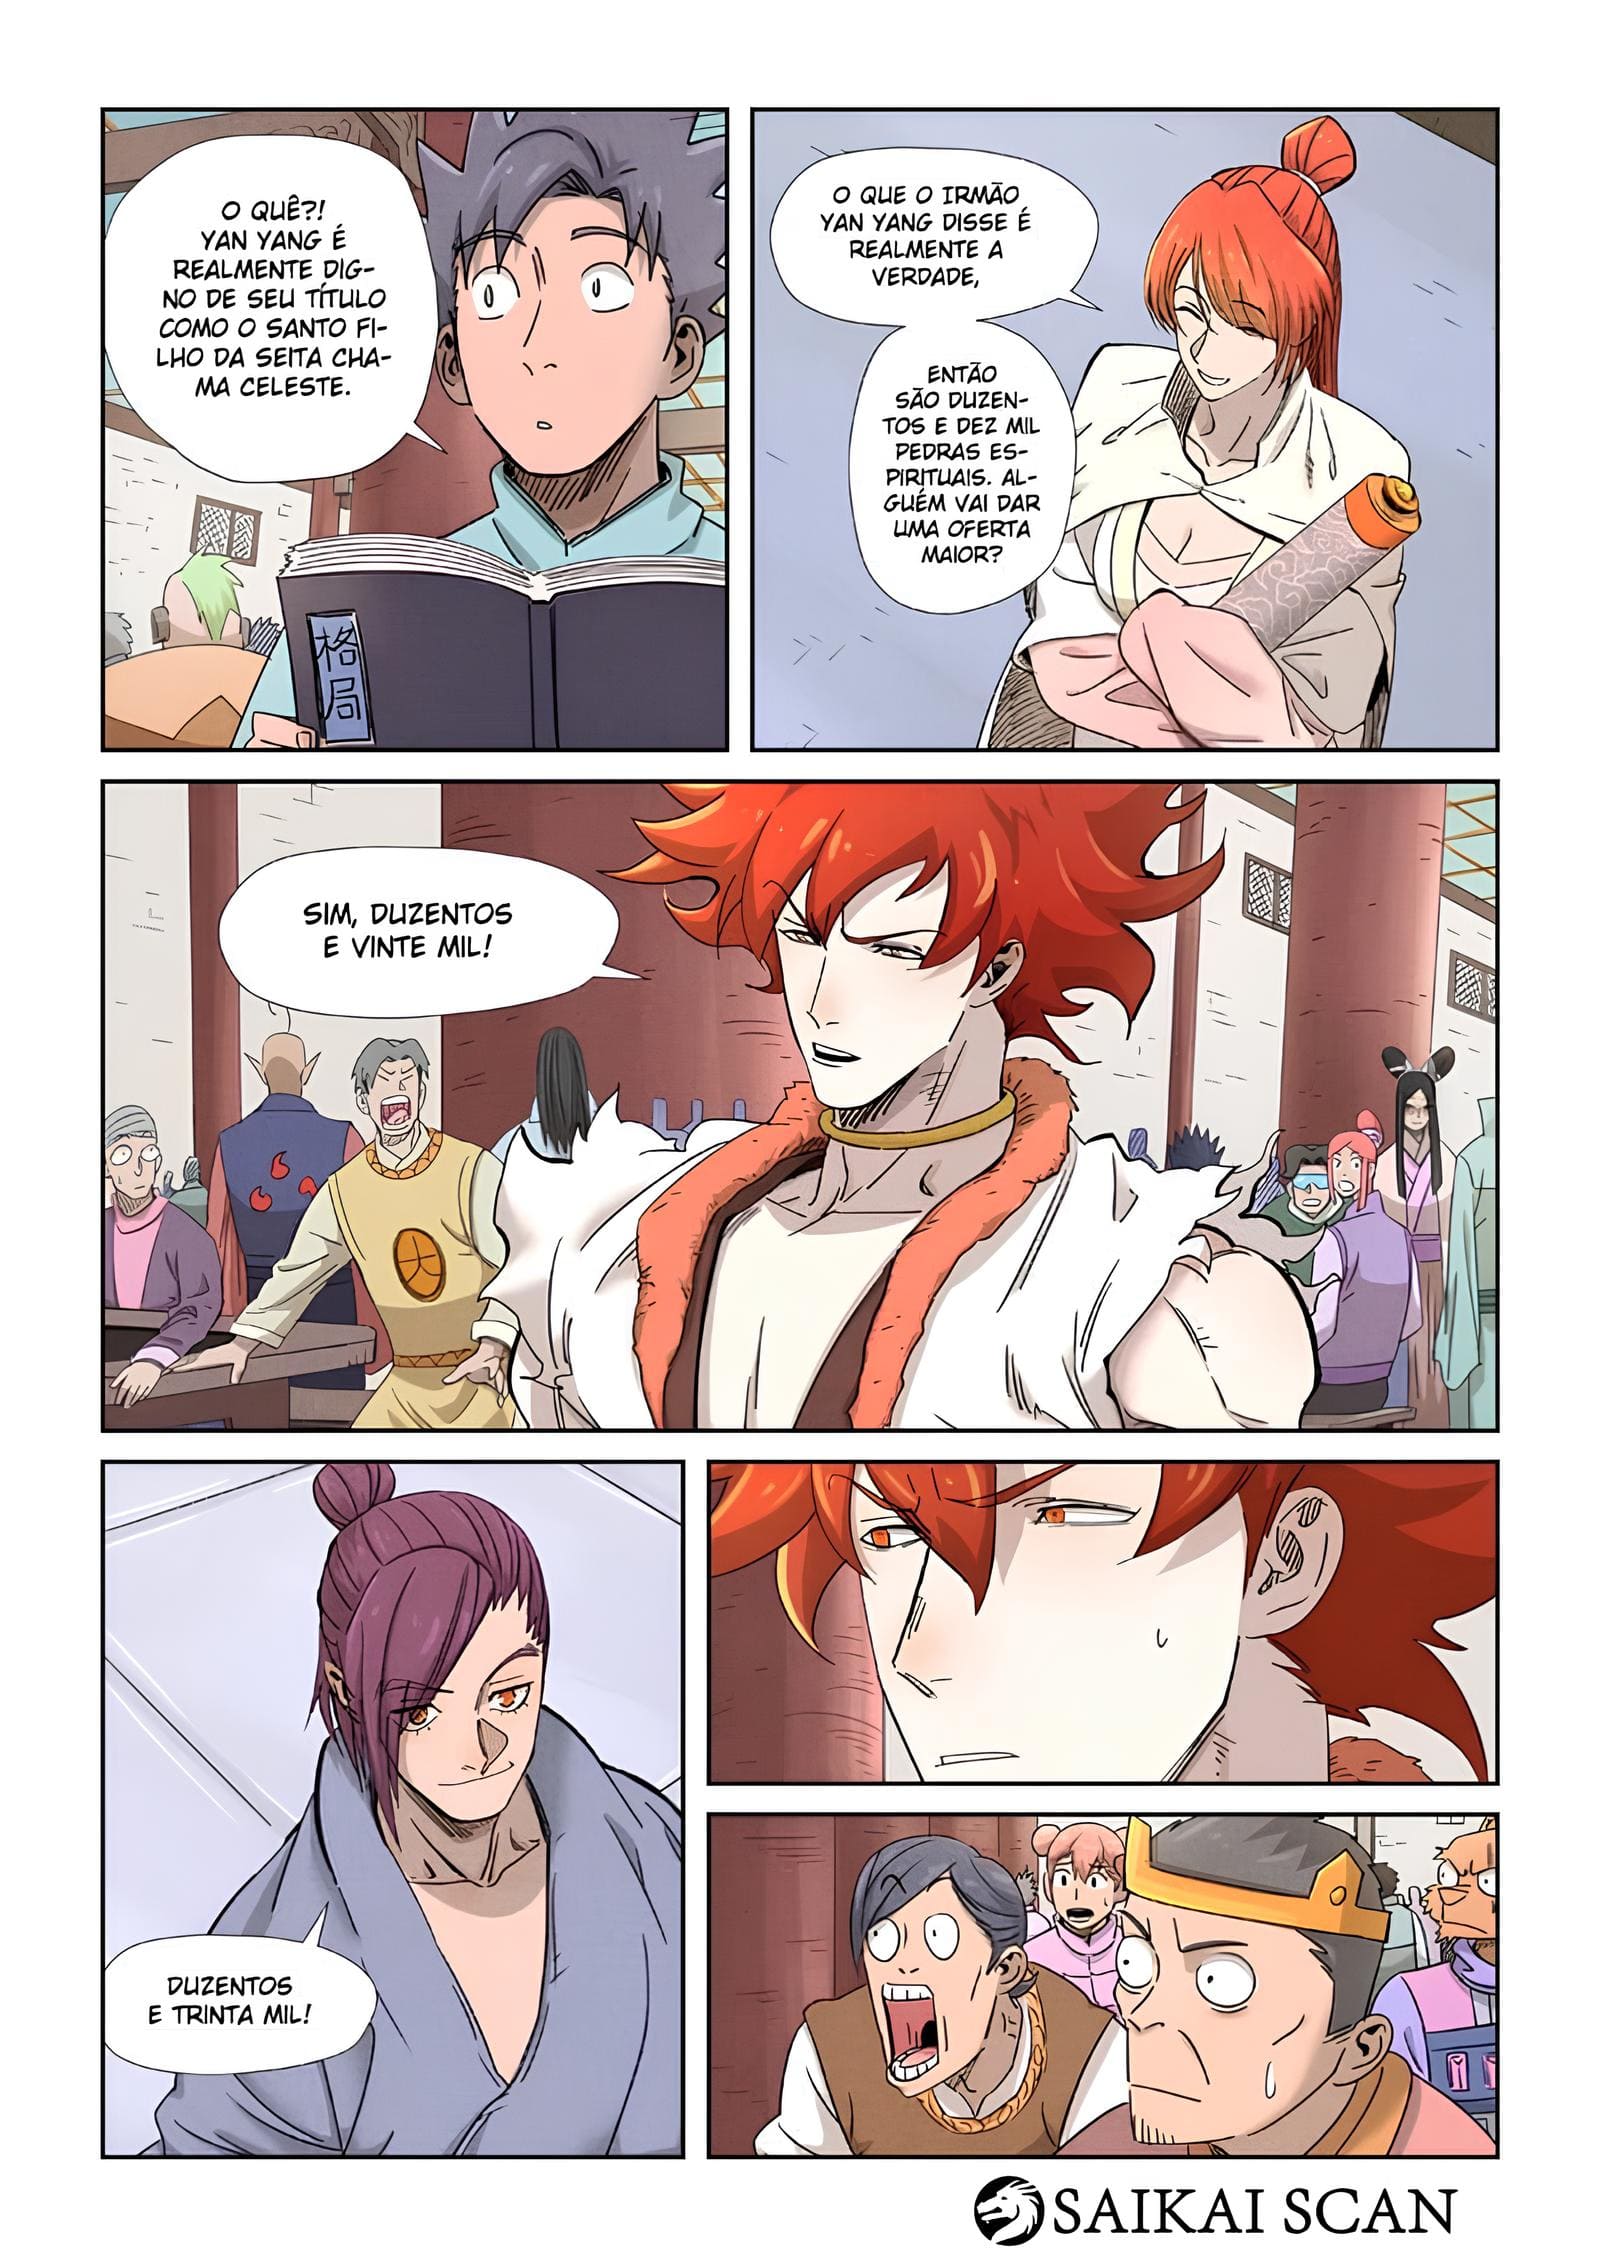 O QUÊ?!
YAN YANG É
REALMENTE DIG-
NO DE SEU TÍTULO
COMO O SANTO FI-
LHO DA SEITA CHA-
MA CELESTE.
格
局
O QUE O IRMÃO
YAN YANG DISSE É
REALMENTE A
VERDADE,
ENTÃO
SÃO DUZEN-
TOS E DEZ MIL
PEDRAS ES-
PIRITUAIS. AL-
GUÉM VAI DAR
UMA OFERTA
MAIOR?
SIM, DUZENTOS
E VINTE MIL!
DUZENTOS
E TRINTA MIL!
SAIKAI SCAN